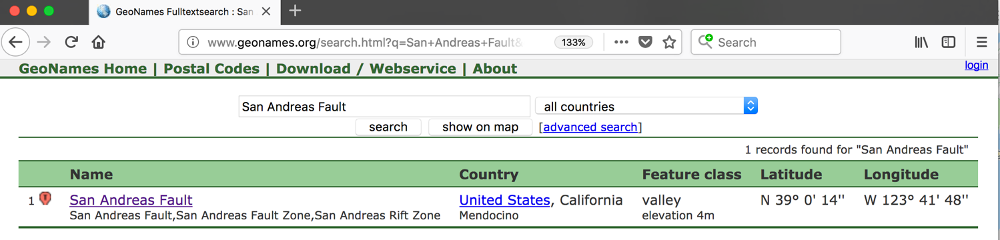 GeoNames Fulltextsearch : San
www.geonames.org/search.html?q=San+Andreas+Fault&
133%
Search
GeoNames Home | Postal Codes | Download / Webservice | About
login
San Andreas Fault
all countries
search
show on map
[advanced search]
1 records found for "San Andreas Fault"
Name Country Feature class Latitude Longitude
1 San Andreas Fault United States, California valley N 39° 0' 14'' W 123° 41' 48''
San Andreas Fault,San Andreas Fault Zone,San Andreas Rift Zone Mendocino elevation 4m